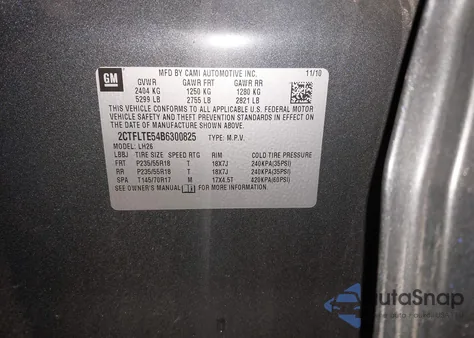 GM
MFD BY CAMI AUTOMOTIVE INC. 11/10
GVWR GAWR FRT GAWR RR
2404 KG 1250 KG 1280 KG
5299 LB 2755 LB 2821 LB
THIS VEHICLE CONFORMS TO ALL APPLICABLE U.S. FEDERAL MOTOR
VEHICLE SAFETY AND THEFT PREVENTION STANDARDS IN EFFECT ON
THE DATE OF MANUFACTURE SHOWN ABOVE.
2CTFLTE54B6300825 TYPE: M.P.V.
MODEL: LH26
LBBJ TIRE SIZE SPEED RTG RIM COLD TIRE PRESSURE
FRT P235/55R18 T 18X7J 240KPA(35PSI)
RR P235/55R18 T 18X7J 240KPA(35PSI)
SPA T145/70R17 M 17X4.5T 420KPA(60PSI)
SEE OWNER'S MANUAL FOR MORE INFORMATION.
AutoSnap